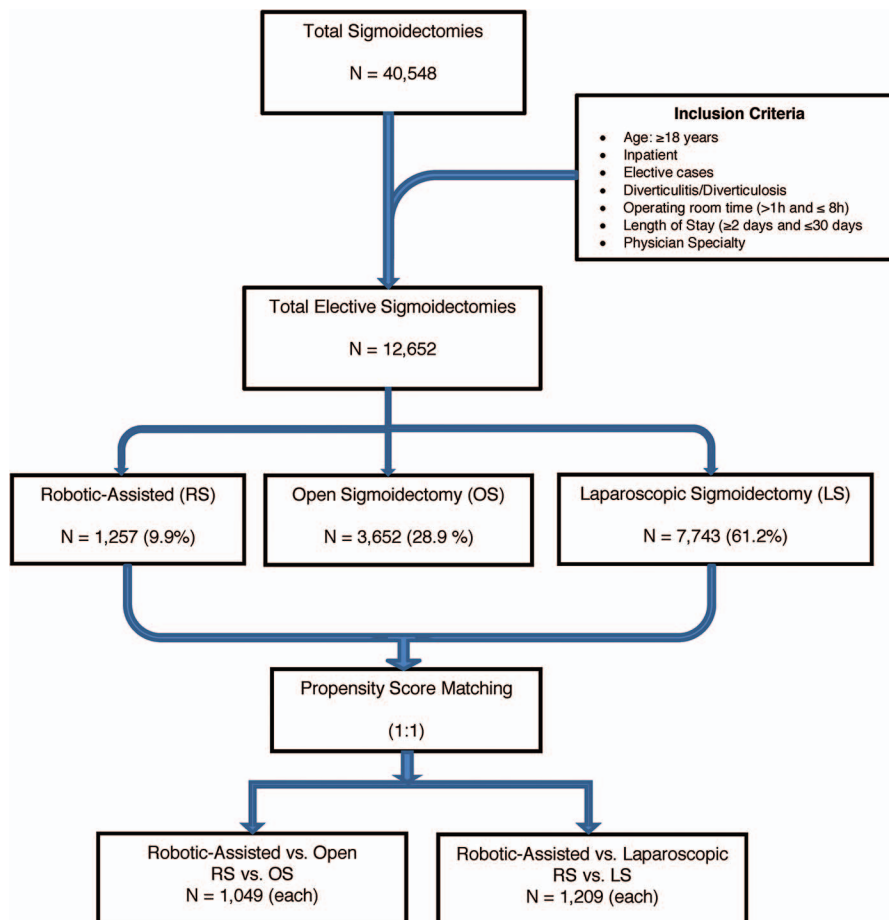 Total Sigmoidectomies
N = 40,548
Inclusion Criteria
• Age: ≥18 years
• Inpatient
• Elective cases
• Diverticulitis/Diverticulosis
• Operating room time (>1h and ≤ 8h)
• Length of Stay (≥2 days and ≤30 days
• Physician Specialty
Total Elective Sigmoidectomies
N = 12,652
Robotic-Assisted (RS)
N = 1,257 (9.9%)
Open Sigmoidectomy (OS)
N = 3,652 (28.9 %)
Laparoscopic Sigmoidectomy (LS)
N = 7,743 (61.2%)
Propensity Score Matching
(1:1)
Robotic-Assisted vs. Open
RS vs. OS
N = 1,049 (each)
Robotic-Assisted vs. Laparoscopic
RS vs. LS
N = 1,209 (each)